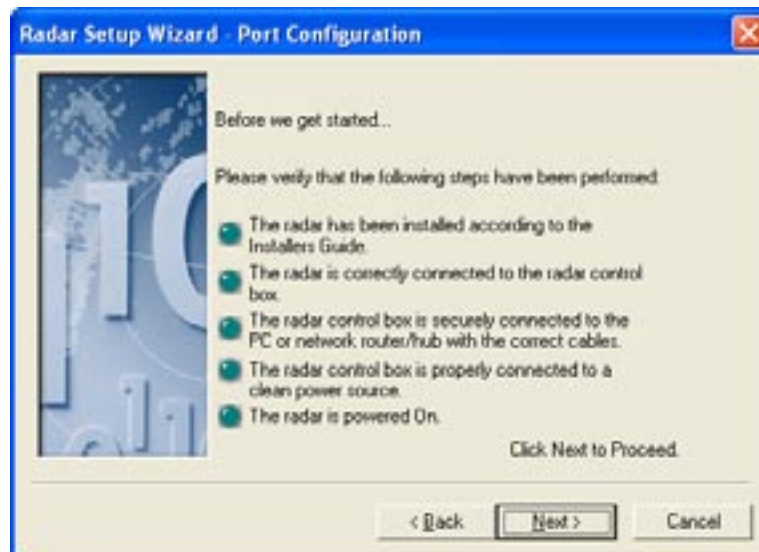 Radar Setup Wizard - Port Configuration
Before we get started...
Please verify that the following steps have been performed:
The radar has been installed according to the
Installers Guide.
The radar is correctly connected to the radar control
box.
The radar control box is securely connected to the
PC or network router/hub with the correct cables.
The radar control box is properly connected to a
clean power source.
The radar is powered On.
Click Next to Proceed.
< Back
Next >
Cancel